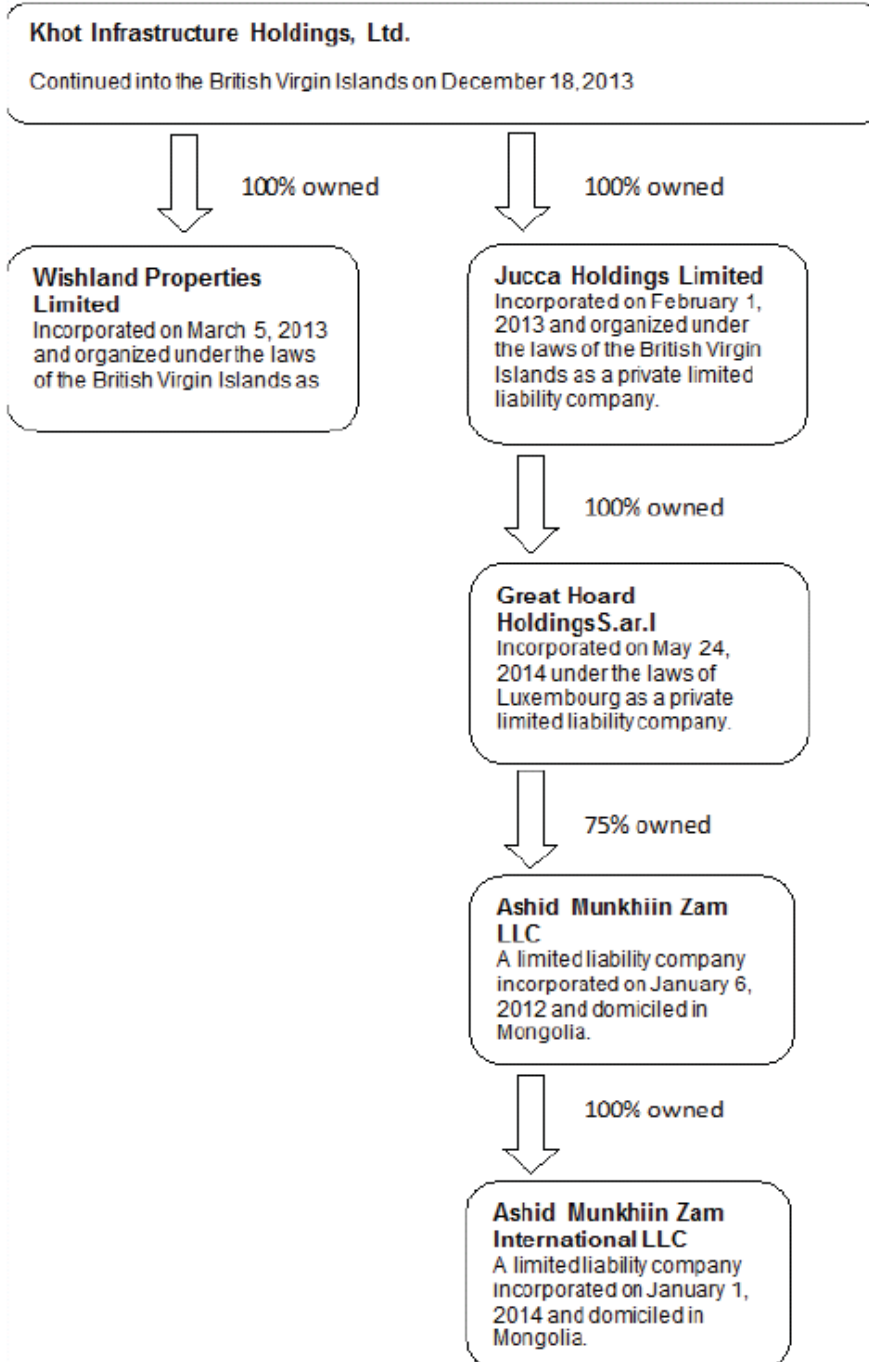 Khot Infrastructure Holdings, Ltd.
Continued into the British Virgin Islands on December 18, 2013
100% owned
100% owned
Wishland Properties
Limited
Incorporated on March 5, 2013
and organized under the laws
of the British Virgin Islands as
Jucca Holdings Limited
Incorporated on February 1,
2013 and organized under
the laws of the British Virgin
Islands as a private limited
liability company.
100% owned
Great Hoard
HoldingsS.ar.l
Incorporated on May 24,
2014 under the laws of
Luxembourg as a private
limited liability company.
75% owned
Ashid Munkhiin Zam
LLC
A limited liability company
incorporated on January 6,
2012 and domiciled in
Mongolia.
100% owned
Ashid Munkhiin Zam
International LLC
A limited liability company
incorporated on January 1,
2014 and domiciled in
Mongolia.